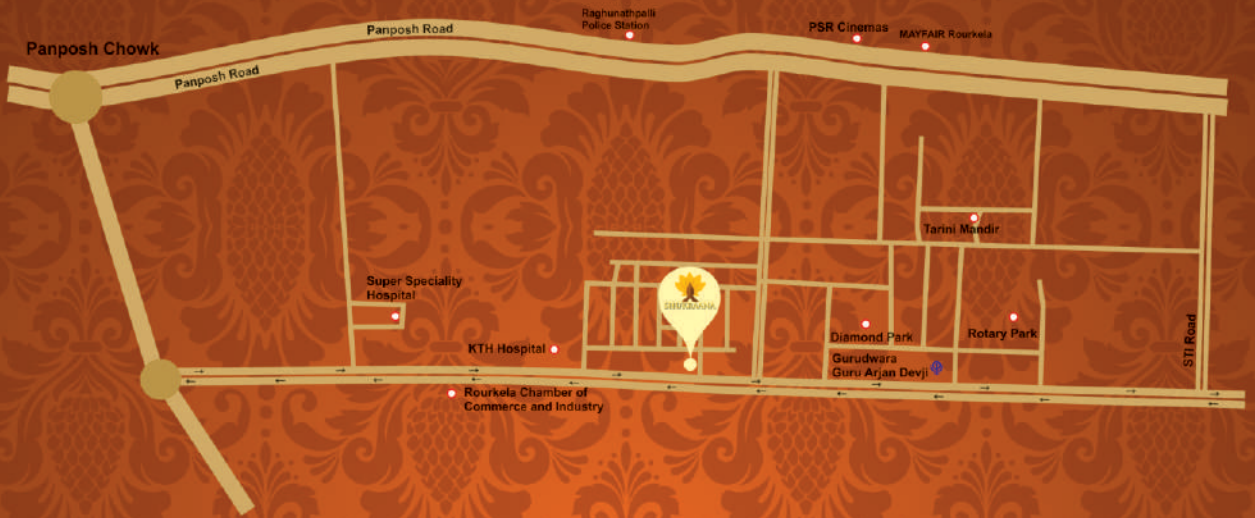 Raghunathpalli
Police Station
PSR Cinemas
MAYFAIR Rourkela
Panposh Road
Panposh Chowk
Panposh Road
Tarini Mandir
Super Speciality
Hospital
SHUKRAANA
STI Road
Diamond Park
Rotary Park
KTH Hospital
Gurudwara
Guru Arjan Devji
Rourkela Chamber of
Commerce and Industry